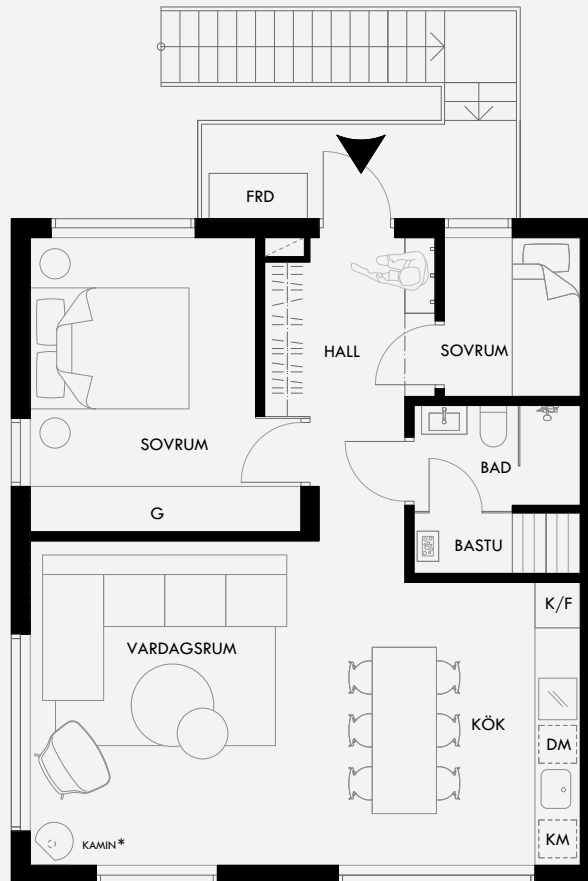 FRD
HALL
SOVRUM
SOVRUM
BAD
G
BASTU
K/F
VARDAGSRUM
KÖK
DM
KAMIN*
KM